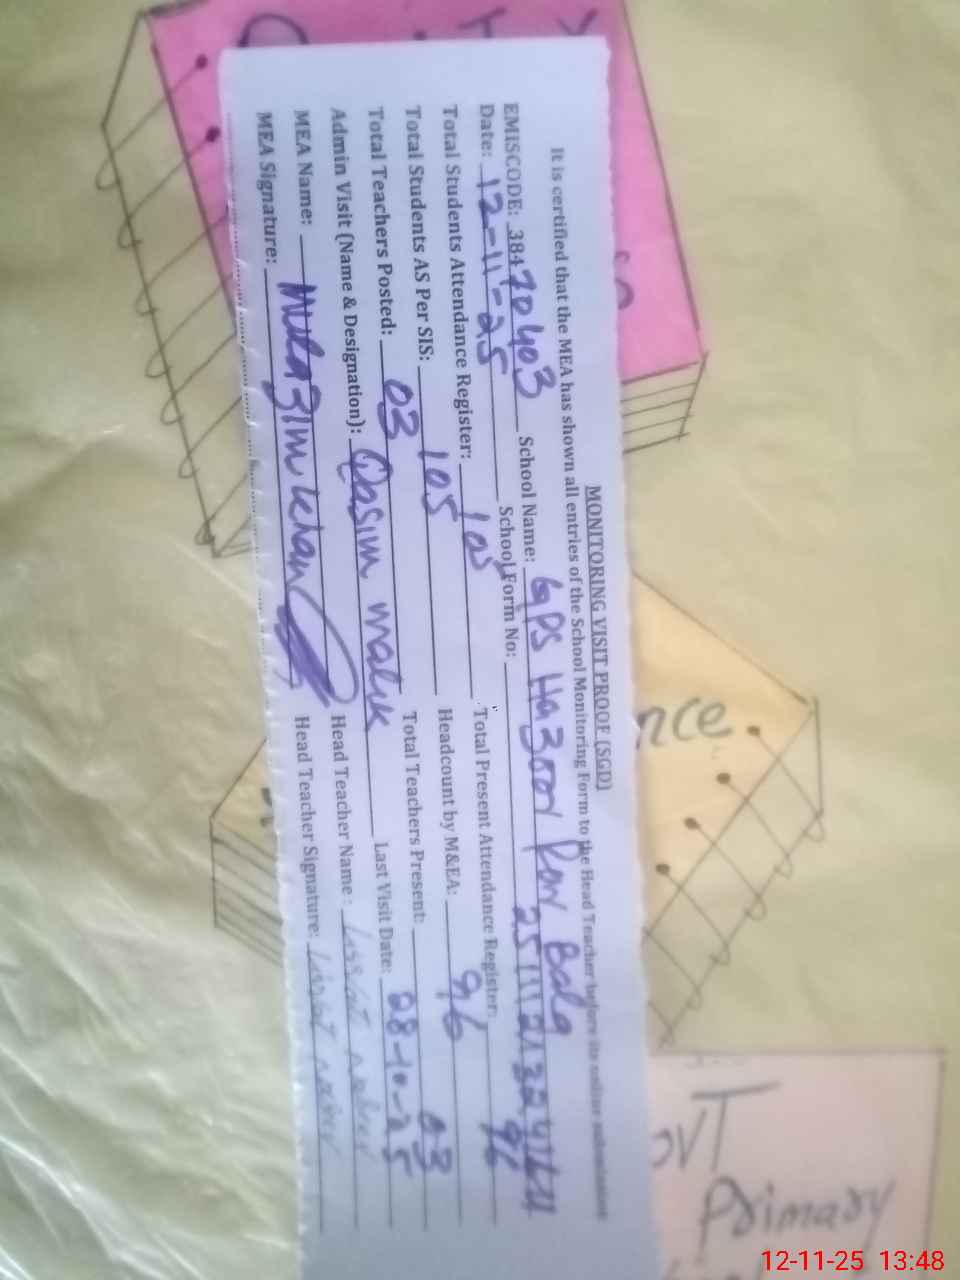 MONITORING VISIT PROOF (SGD)
It is certified that the MEA has shown all entries of the School Monitoring Form to the Head Teacher before its online submission
EMISCODE: 38470403 School Name: GPS Hazoor Pur Bala
Date: 12-11-25 School Form No:
Total Students Attendance Register: 105 Total Present Attendance Register: 96
Total Students AS Per SIS: 105 Headcount by M&EA: 96
Total Teachers Posted: 03 Total Teachers Present: 03
Admin Visit (Name & Designation): Qasim malik Last Visit Date: 28-10-25
MEA Name: Mulazim Khan Head Teacher Name:
MEA Signature: Head Teacher Signature:
nce
OVT
Primary
12-11-25 13:48